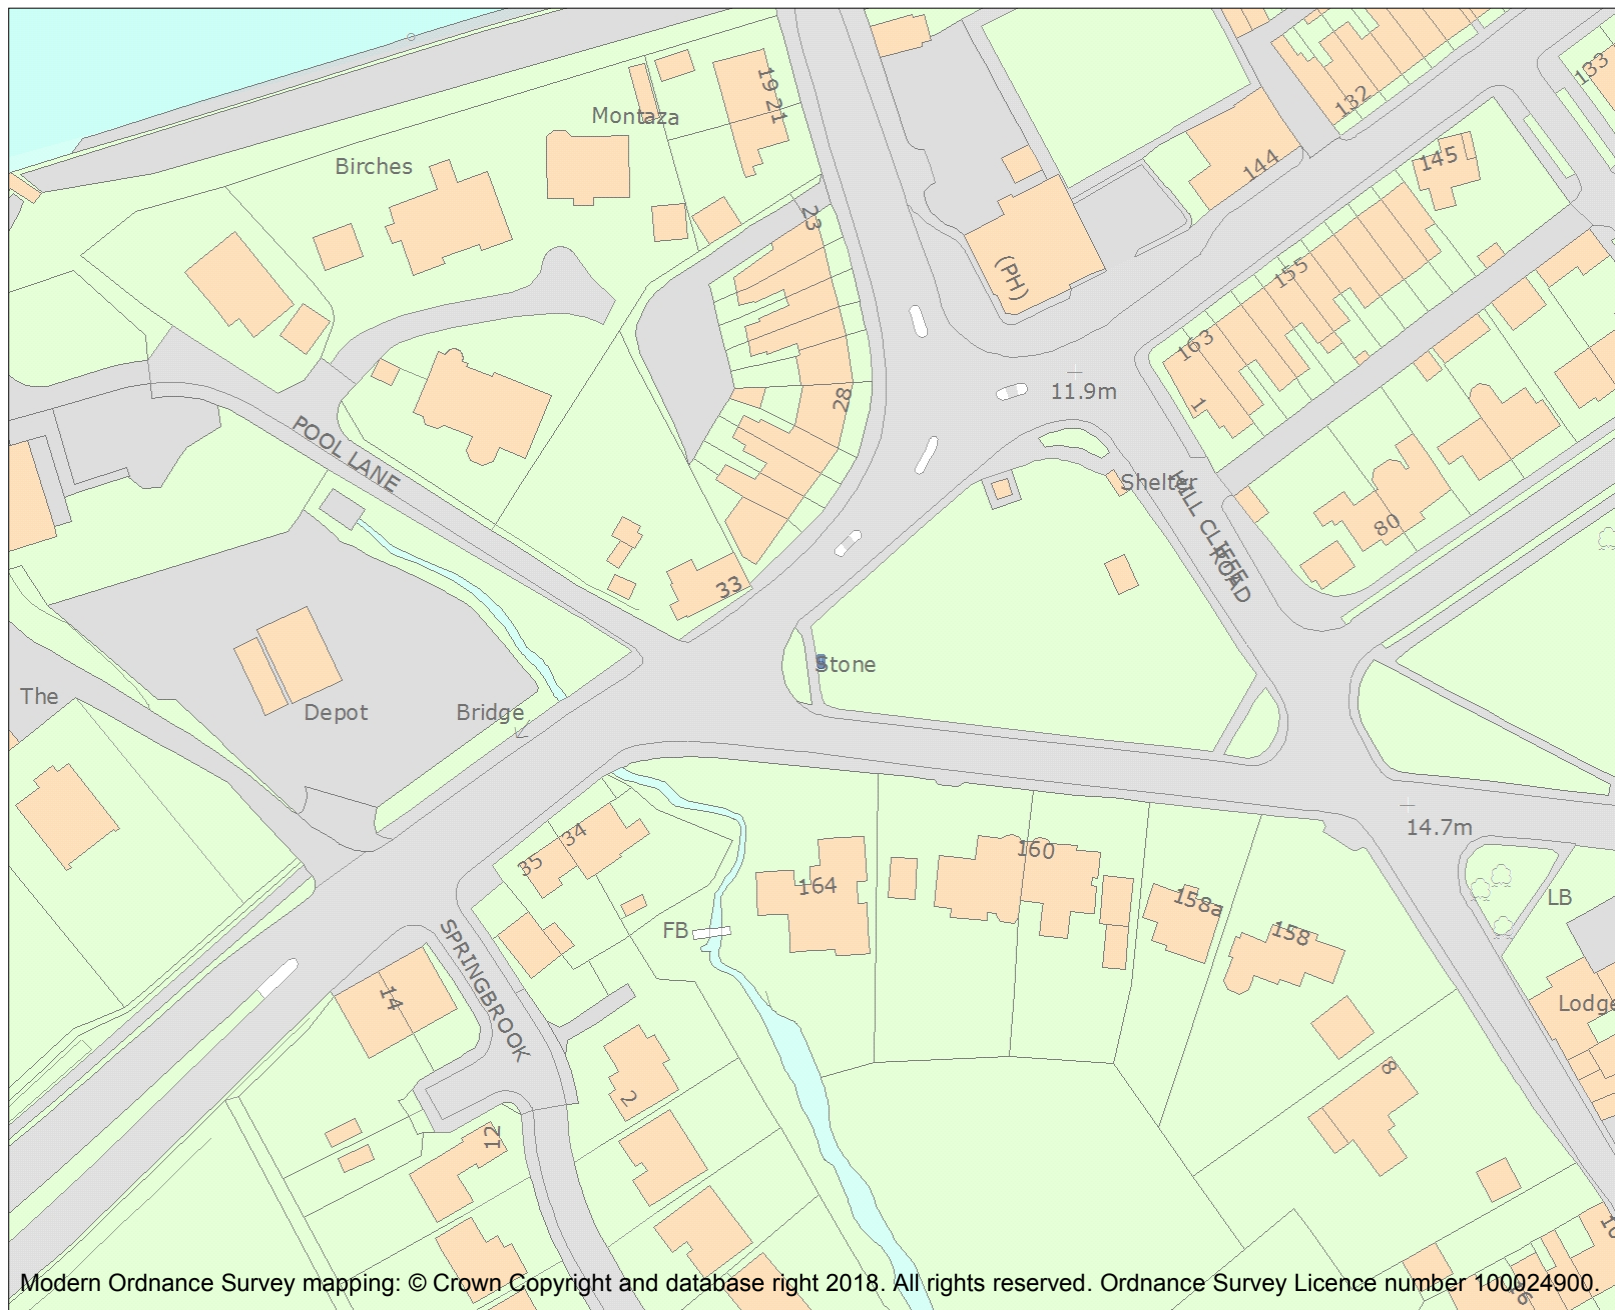 133
19 21
132
Montaza
Birches
144
145
23
(PH)
155
163
11.9m
28
1
POOL LANE
Shelter
HILL CLIFFE
ROAD
80
33
Stone
The
Depot
Bridge
14.7m
34
35
160
164
158a
LB
FB
158
SPRINGBROOK
14
Lodge
8
2
12
Modern Ordnance Survey mapping: © Crown Copyright and database right 2018. All rights reserved. Ordnance Survey Licence number 100024900.